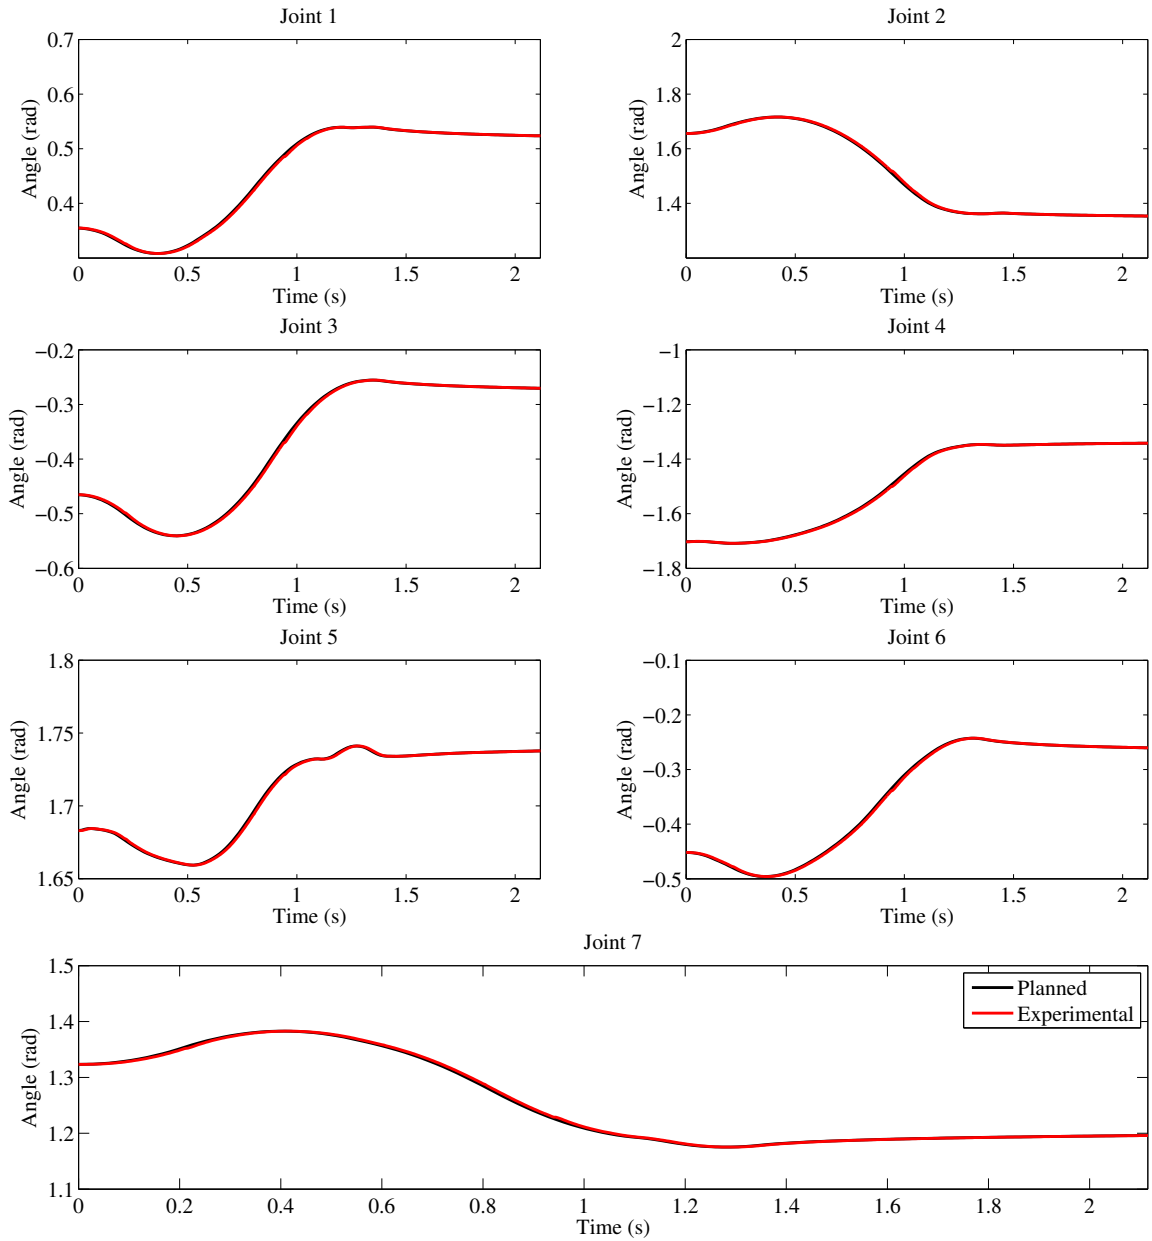 Joint 1
0.7
0.6
0.5
0.4
Angle (rad)
0 0.5 1 1.5 2
Time (s)
Joint 2
2
1.8
1.6
1.4
Angle (rad)
0 0.5 1 1.5 2
Time (s)
Joint 3
−0.2
−0.3
−0.4
−0.5
−0.6
Angle (rad)
0 0.5 1 1.5 2
Time (s)
Joint 4
−1
−1.2
−1.4
−1.6
−1.8
Angle (rad)
0 0.5 1 1.5 2
Time (s)
Joint 5
1.8
1.75
1.7
1.65
Angle (rad)
0 0.5 1 1.5 2
Time (s)
Joint 6
−0.1
−0.2
−0.3
−0.4
−0.5
Angle (rad)
0 0.5 1 1.5 2
Time (s)
Joint 7
1.5
1.4
1.3
1.2
1.1
Angle (rad)
Planned
Experimental
0 0.2 0.4 0.6 0.8 1 1.2 1.4 1.6 1.8 2
Time (s)